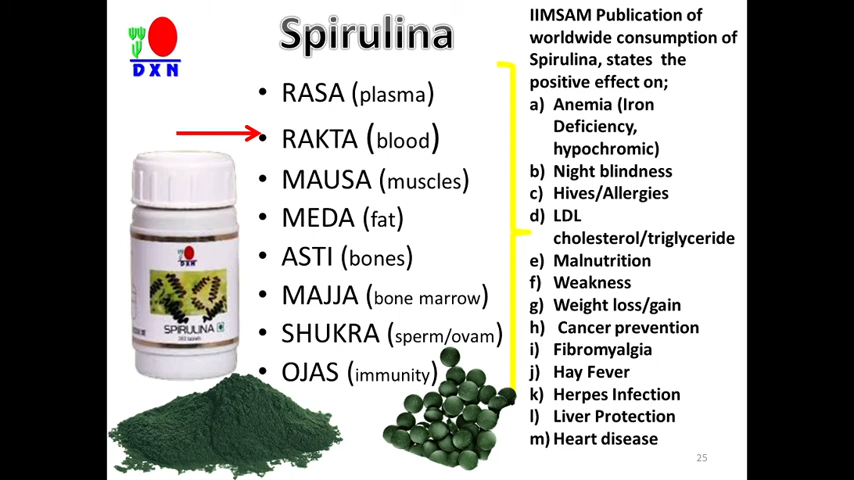 DXN
Spirulina
• RASA (plasma)
• RAKTA (blood)
• MAUSA (muscles)
• MEDA (fat)
• ASTI (bones)
• MAJJA (bone marrow)
• SHUKRA (sperm/ovam)
• OJAS (immunity)
DXN
SPIRULINA
IIMSAM Publication of
worldwide consumption of
Spirulina, states the
positive effect on;
a) Anemia (Iron
Deficiency,
hypochromic)
b) Night blindness
c) Hives/Allergies
d) LDL
cholesterol/triglyceride
e) Malnutrition
f) Weakness
g) Weight loss/gain
h) Cancer prevention
i) Fibromyalgia
j) Hay Fever
k) Herpes Infection
l) Liver Protection
m) Heart disease
25